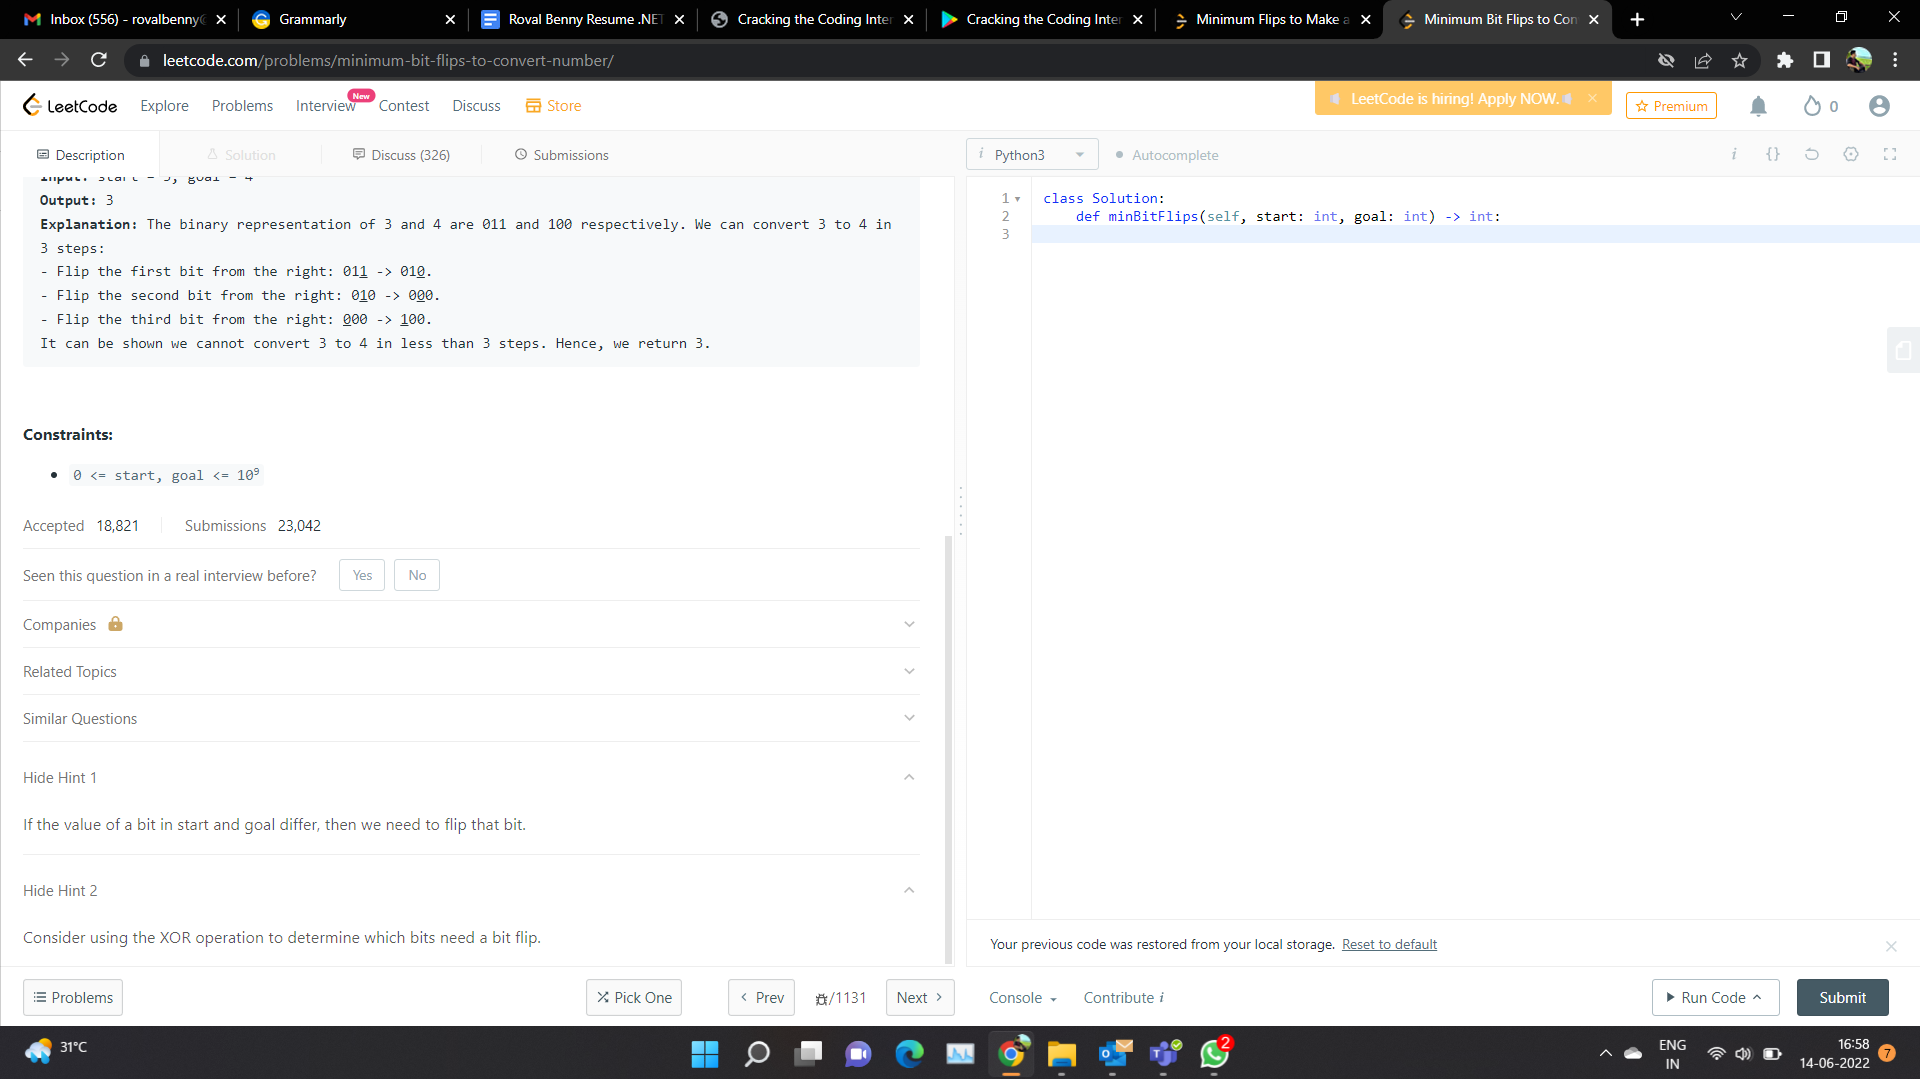 Inbox (556) - rovalbenny@
Grammarly
Roval Benny Resume .NET
Cracking the Coding Inter
Cracking the Coding Inter
Minimum Flips to Make a
Minimum Bit Flips to Con
leetcode.com/problems/minimum-bit-flips-to-convert-number/
LeetCode
Explore
Problems
Interview
New
Contest
Discuss
Store
LeetCode is hiring! Apply NOW.
Premium
0
Description
Solution
Discuss (326)
Submissions
i Python3
Autocomplete
i
{}
Input: start = 3, goal = 4
Output: 3
Explanation: The binary representation of 3 and 4 are 011 and 100 respectively. We can convert 3 to 4 in
3 steps:
- Flip the first bit from the right: 011 -> 010.
- Flip the second bit from the right: 010 -> 000.
- Flip the third bit from the right: 000 -> 100.
It can be shown we cannot convert 3 to 4 in less than 3 steps. Hence, we return 3.
Constraints:
0 <= start, goal <= 10⁹
Accepted 18,821
Submissions 23,042
Seen this question in a real interview before?
Yes
No
Companies
Related Topics
Similar Questions
Hide Hint 1
If the value of a bit in start and goal differ, then we need to flip that bit.
Hide Hint 2
Consider using the XOR operation to determine which bits need a bit flip.
1 class Solution:
2 def minBitFlips(self, start: int, goal: int) -> int:
3
Your previous code was restored from your local storage. Reset to default
Problems
Pick One
Prev
/1131
Next
Console
Contribute i
Run Code
Submit
31°C
2
ENG
IN
16:58
14-06-2022
7